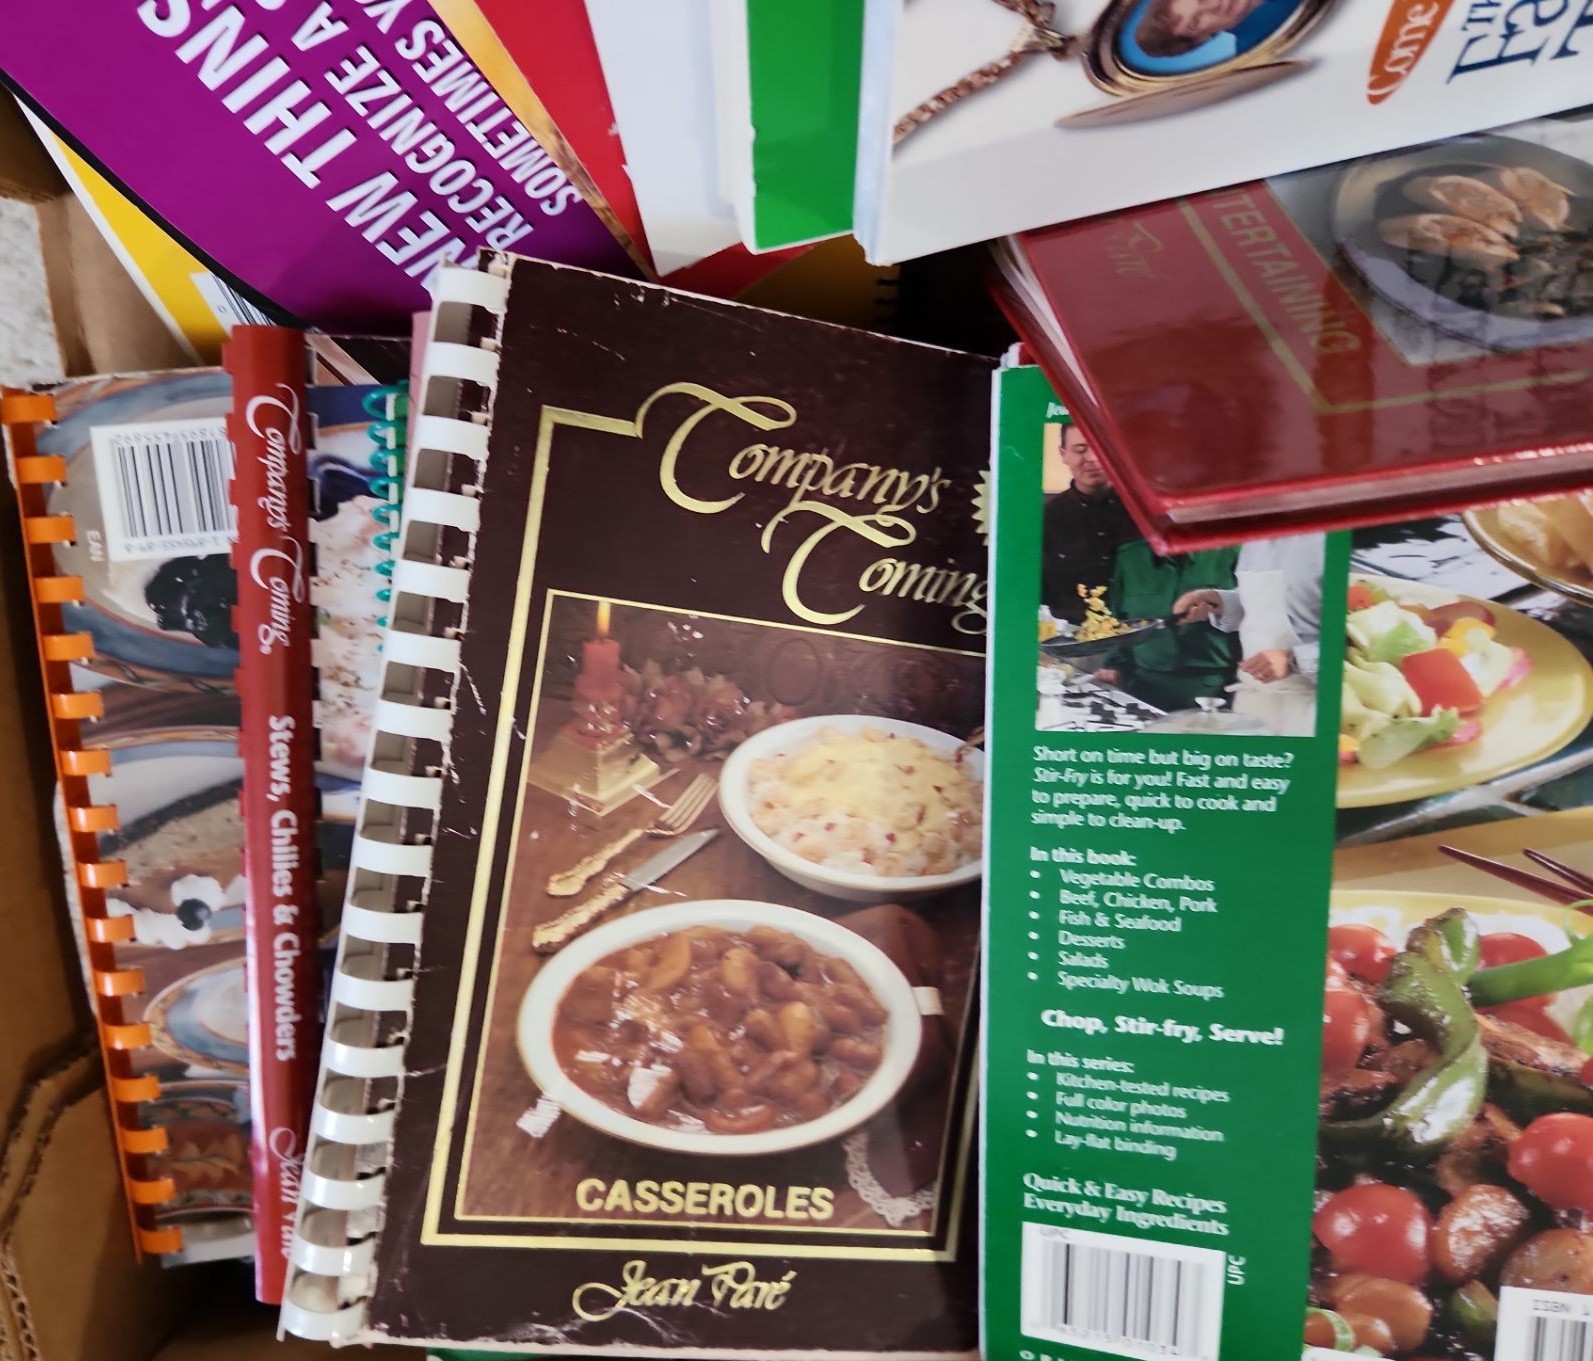 NEW THINGS
RECOGNIZE A
SOMETIMES
Come
EAN
Company's Coming
Stews, Chilies & Chowders
Company's
Coming
CASSEROLES
Jean Paré
TERTAINING
Short on time but big on taste?
Stir-Fry is for you! Fast and easy
to prepare, quick to cook and
simple to clean-up.
In this book:
• Vegetable Combos
• Beef, Chicken, Pork
• Fish & Seafood
• Desserts
• Salads
• Specialty Wok Soups
Chop, Stir-fry, Serve!
In this series:
• Kitchen-tested recipes
• Full color photos
• Nutrition information
• Lay-flat binding
Quick & Easy Recipes
Everyday Ingredients
UPC
UPC
ISBN 1